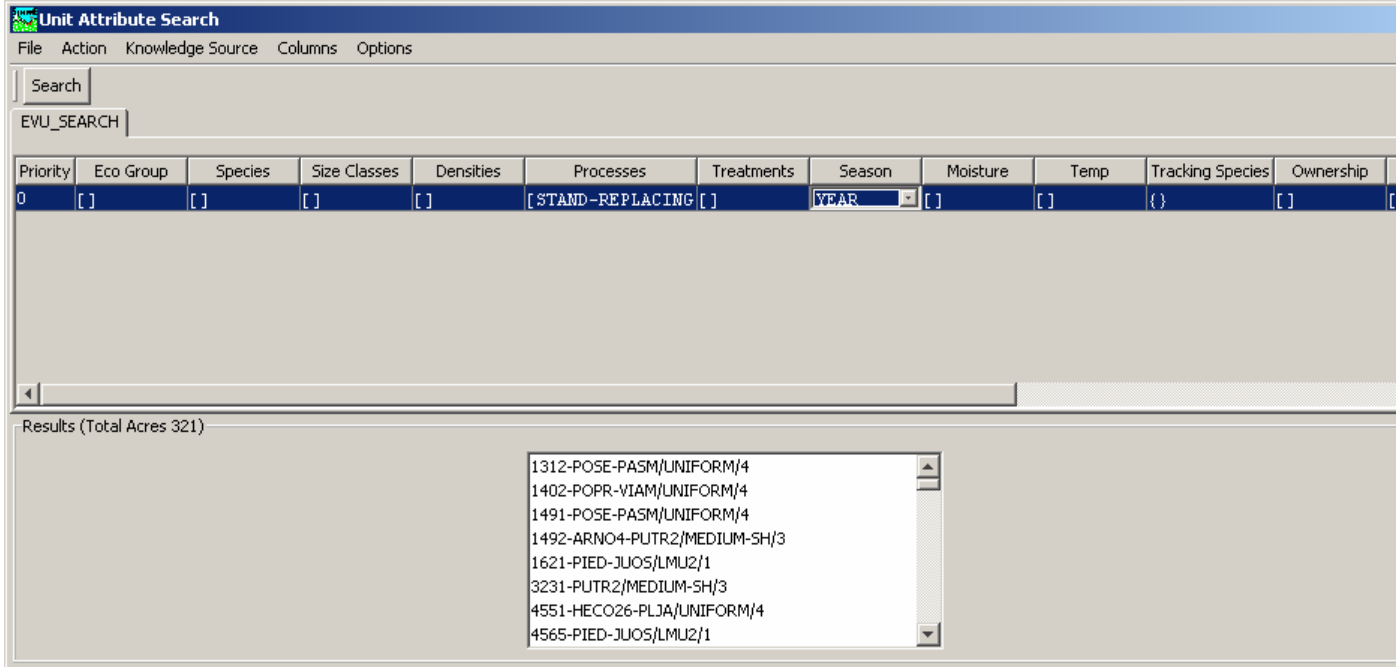 Unit Attribute Search
File Action Knowledge Source Columns Options
Search
EVU_SEARCH
Priority Eco Group Species Size Classes Densities Processes Treatments Season Moisture Temp Tracking Species Ownership
0 [] [] [] [] [STAND-REPLACING [] YEAR [] [] {} [] [
Results (Total Acres 321)
1312-POSE-PASM/UNIFORM/4
1402-POPR-VIAM/UNIFORM/4
1491-POSE-PASM/UNIFORM/4
1492-ARNO4-PUTR2/MEDIUM-SH/3
1621-PIED-JUOS/LMU2/1
3231-PUTR2/MEDIUM-SH/3
4551-HECO26-PLJA/UNIFORM/4
4565-PIED-JUOS/LMU2/1